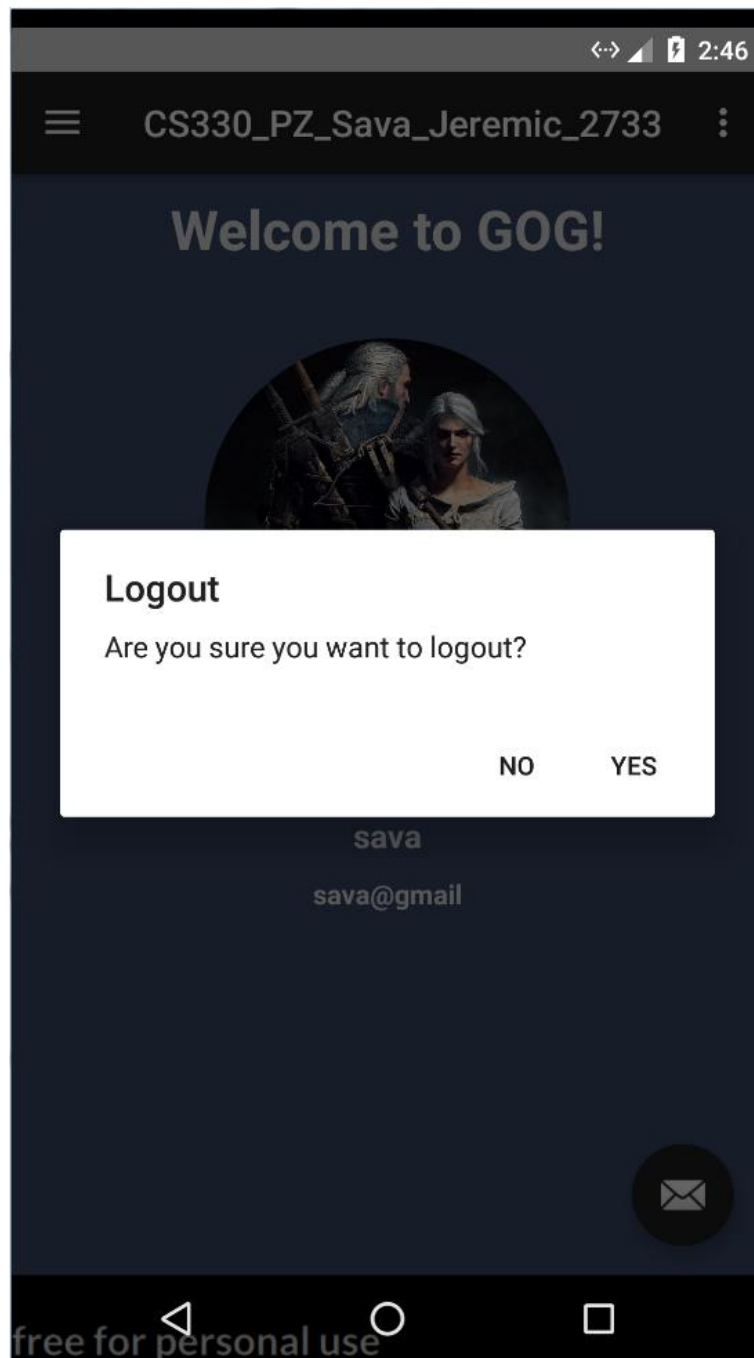 2:46
CS330_PZ_Sava_Jeremic_2733
Welcome to GOG!
Logout
Are you sure you want to logout?
NO YES
sava
sava@gmail
free for personal use